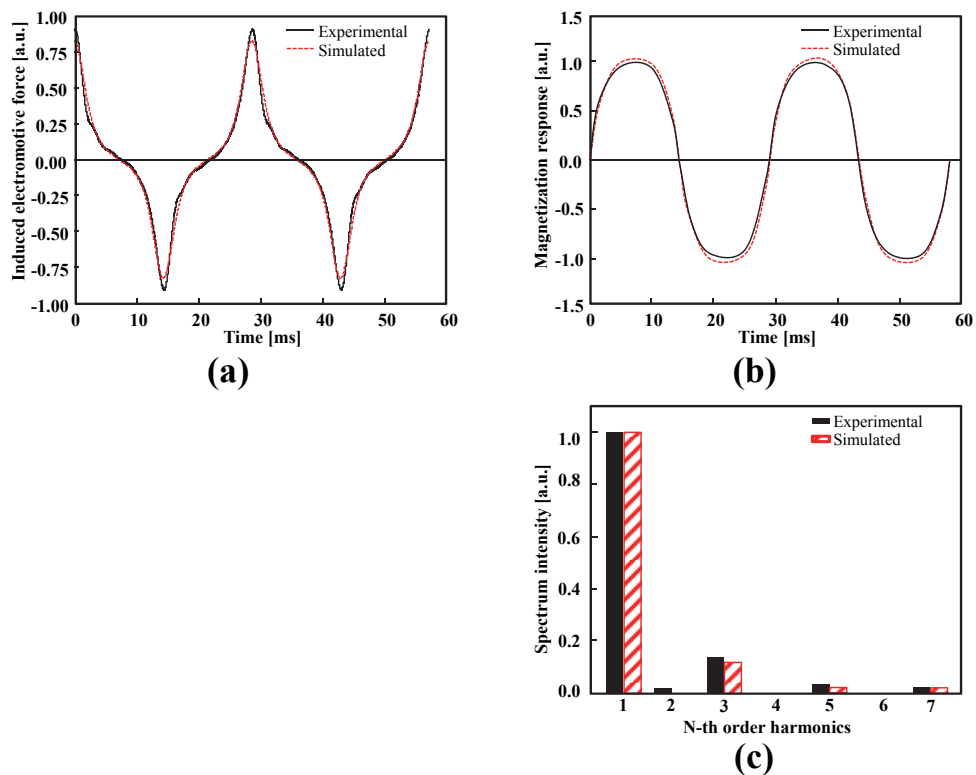 Induced electromotive force [a.u.]
1.00
0.75
0.50
0.25
0.00
-0.25
-0.50
-0.75
-1.00
Experimental
Simulated
0 10 20 30 40 50 60
Time [ms]
(a)
Magnetization response [a.u.]
1.5
1.0
0.5
0.0
-0.5
-1.0
-1.5
Experimental
Simulated
0 10 20 30 40 50 60
Time [ms]
(b)
Spectrum intensity [a.u.]
1.0
0.8
0.6
0.4
0.2
0.0
Experimental
Simulated
1 2 3 4 5 6 7
N-th order harmonics
(c)